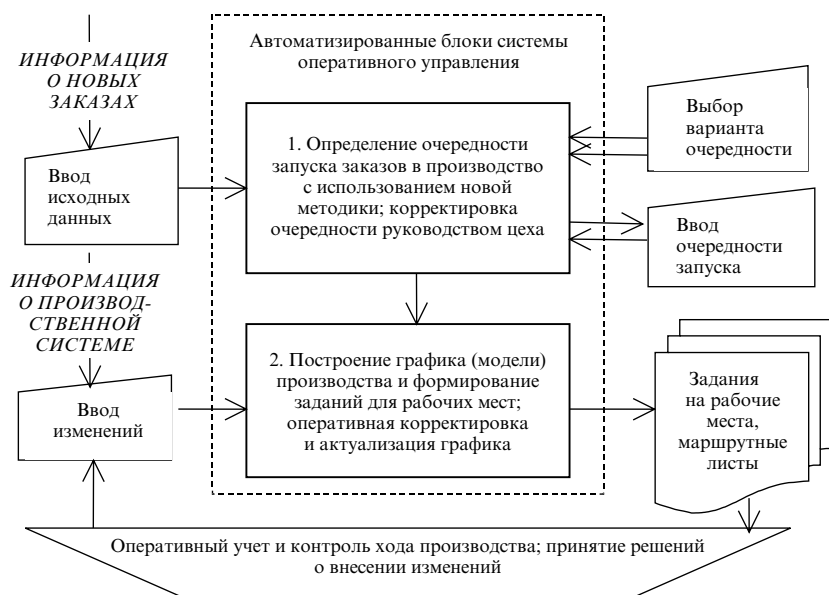 ИНФОРМАЦИЯ
О НОВЫХ
ЗАКАЗАХ
Автоматизированные блоки системы
оперативного управления
Ввод
исходных
данных
1. Определение очередности
запуска заказов в производство
с использованием новой
методики; корректировка
очередности руководством цеха
Выбор
варианта
очередности
Ввод
очередности
запуска
ИНФОРМАЦИЯ
О ПРОИЗВОД-
СТВЕННОЙ
СИСТЕМЕ
Ввод
изменений
2. Построение графика (модели)
производства и формирование
заданий для рабочих мест;
оперативная корректировка
и актуализация графика
Задания
на рабочие
места,
маршрутные
листы
Оперативный учет и контроль хода производства; принятие решений
о внесении изменений